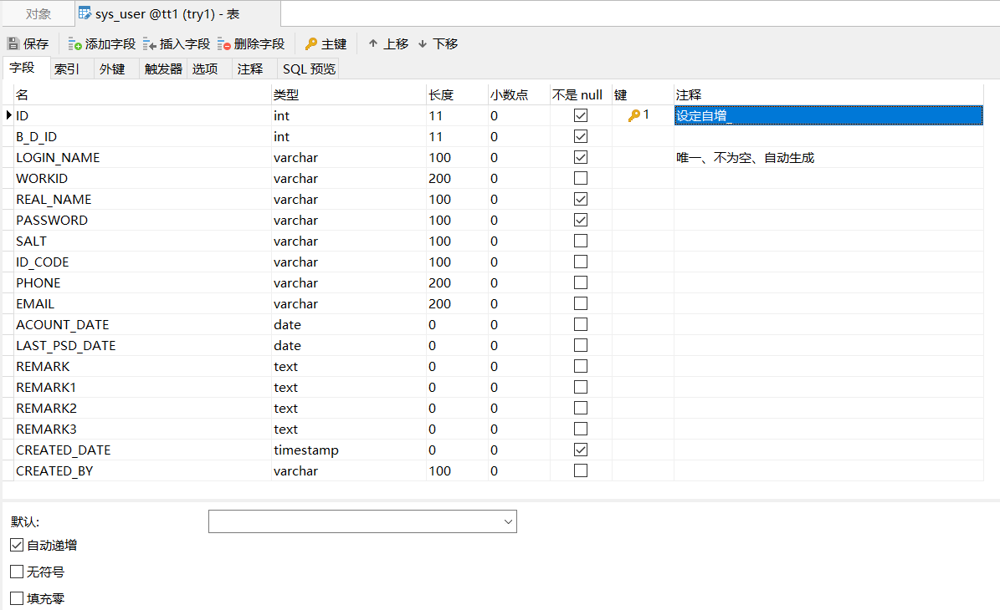 对象 sys_user @tt1 (try1) - 表
保存 添加字段 插入字段 删除字段 主键 上移 下移
字段 索引 外键 触发器 选项 注释 SQL 预览
名 类型 长度 小数点 不是 null 键 注释
ID int 11 0 1 设定自增_
B_D_ID int 11 0
LOGIN_NAME varchar 100 0 唯一、不为空、自动生成
WORKID varchar 200 0
REAL_NAME varchar 100 0
PASSWORD varchar 100 0
SALT varchar 100 0
ID_CODE varchar 100 0
PHONE varchar 200 0
EMAIL varchar 200 0
ACOUNT_DATE date 0 0
LAST_PSD_DATE date 0 0
REMARK text 0 0
REMARK1 text 0 0
REMARK2 text 0 0
REMARK3 text 0 0
CREATED_DATE timestamp 0 0
CREATED_BY varchar 100 0
默认:
自动递增
无符号
填充零